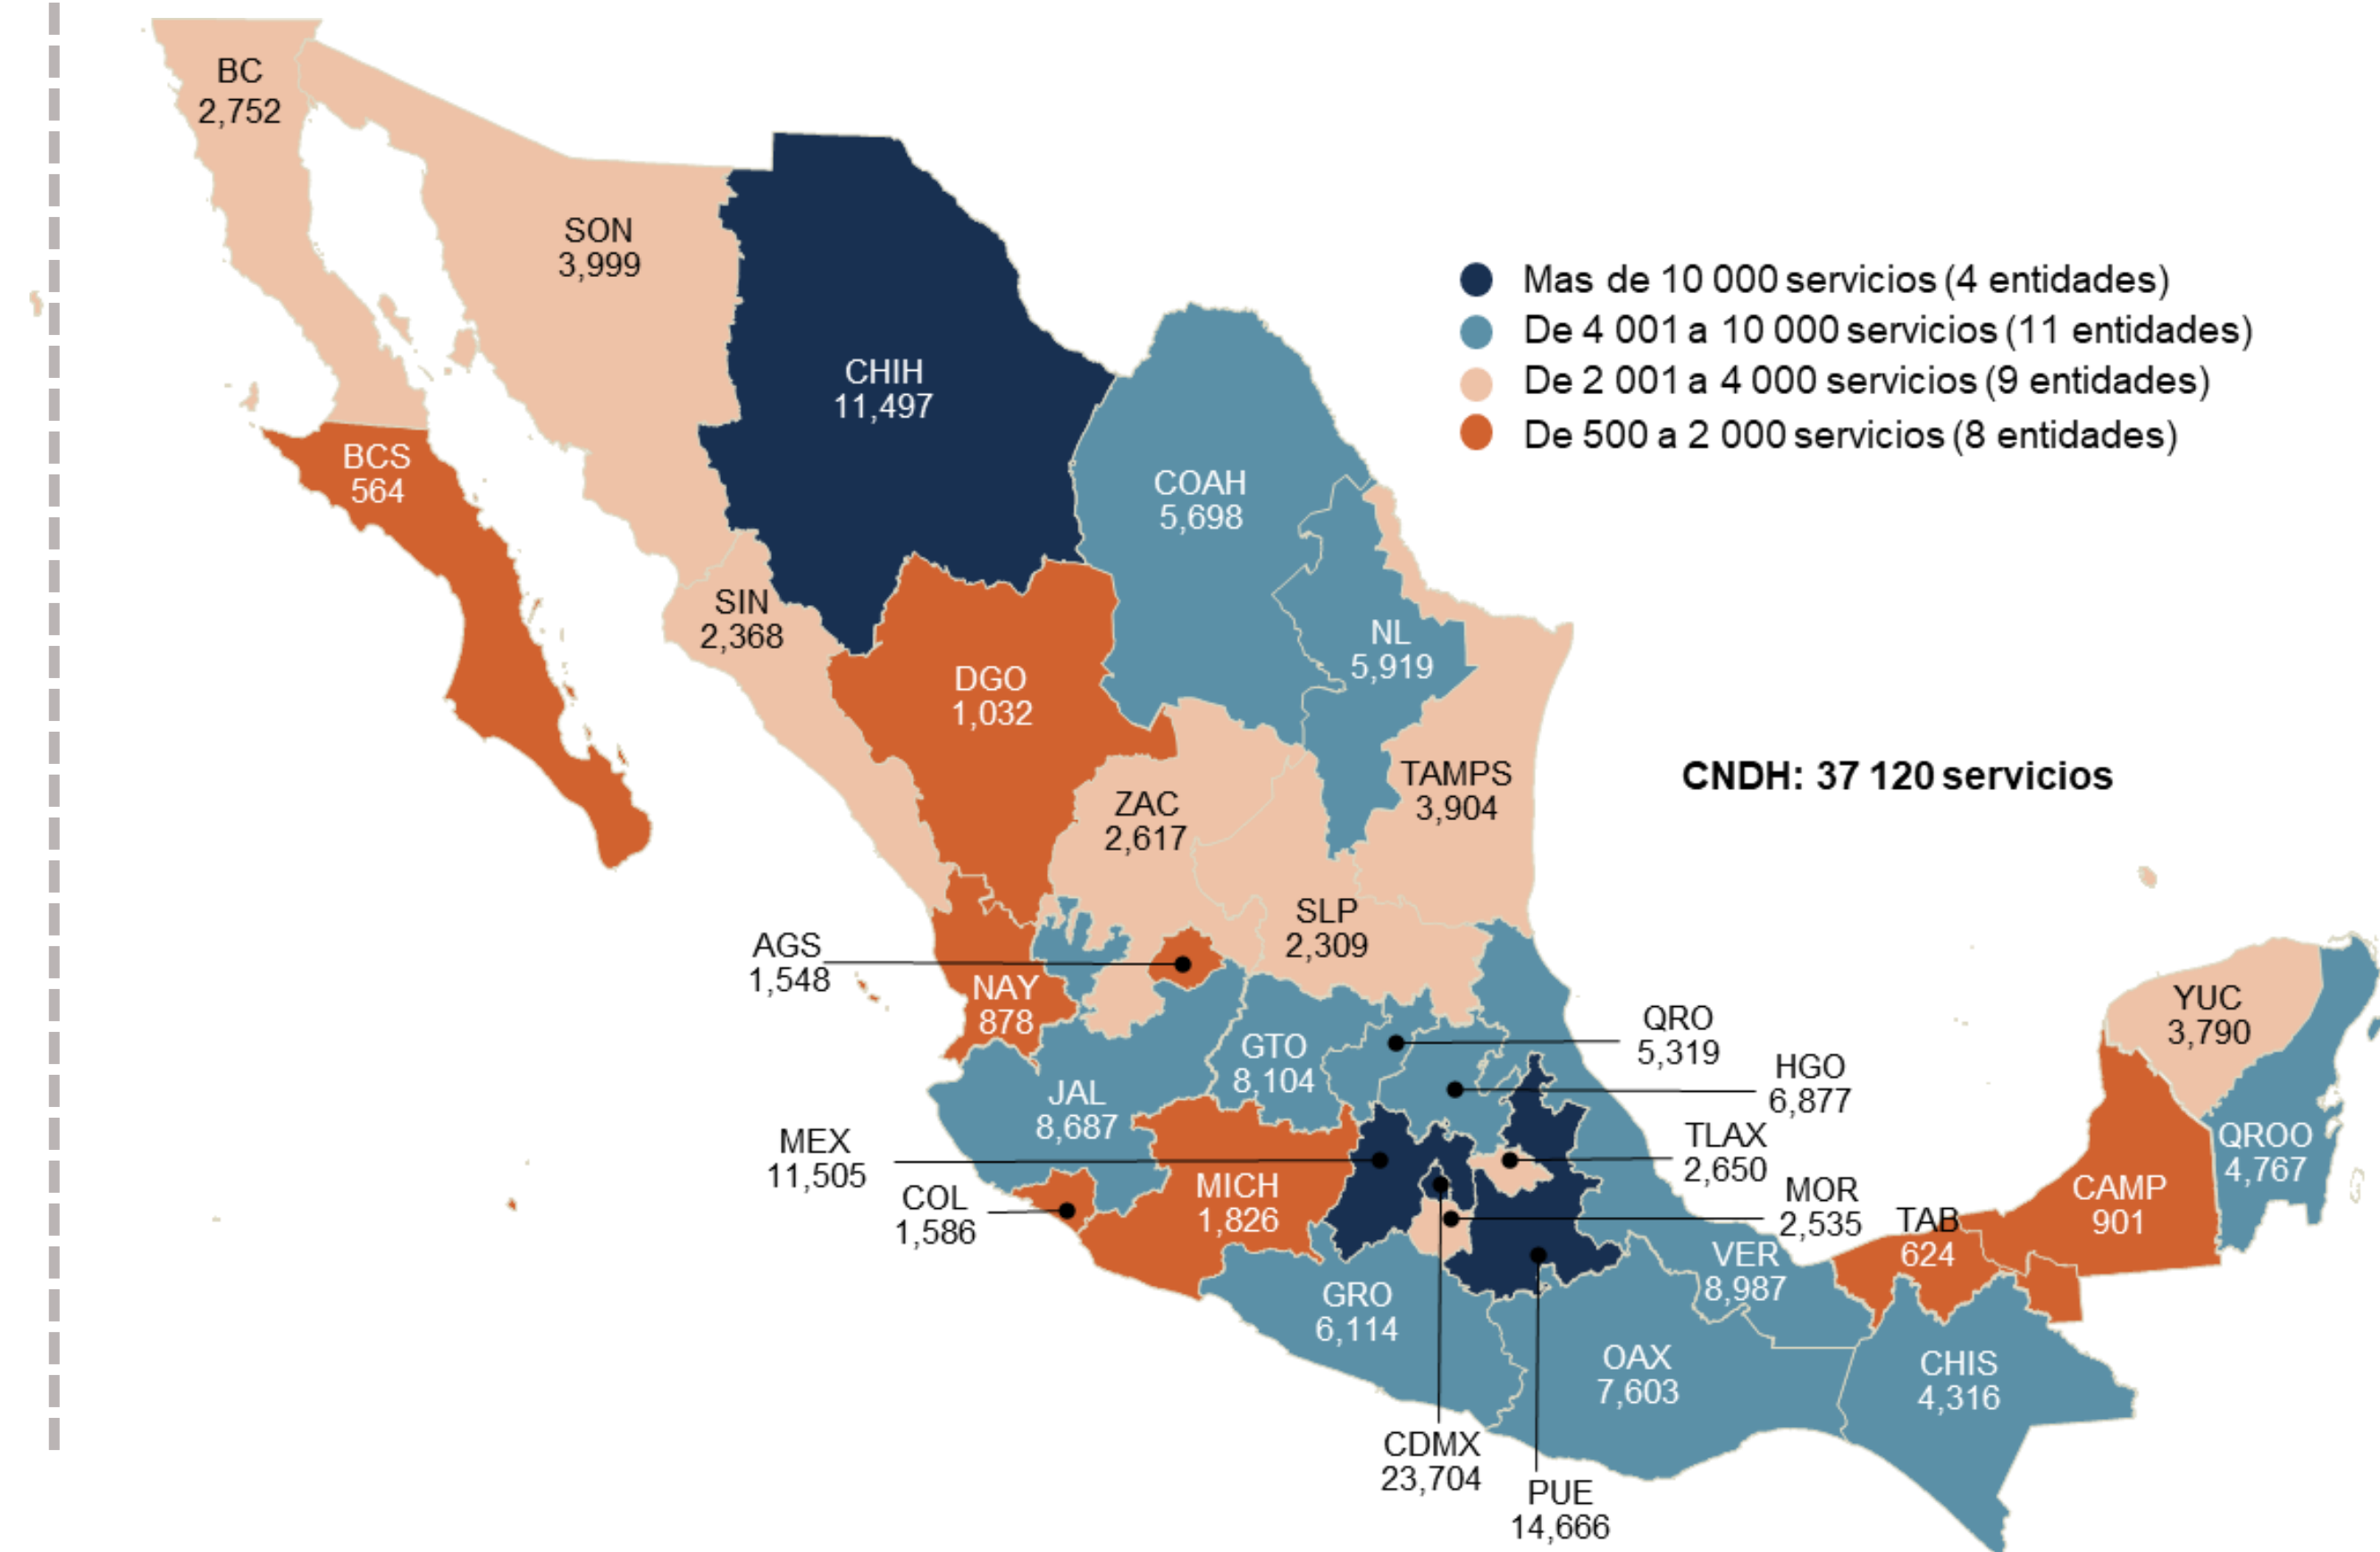 BC
2,752
SON
3,999
CHIH
11,497
Mas de 10 000 servicios (4 entidades)
De 4 001 a 10 000 servicios (11 entidades)
De 2 001 a 4 000 servicios (9 entidades)
De 500 a 2 000 servicios (8 entidades)
BCS
564
COAH
5,698
SIN
2,368
NL
5,919
DGO
1,032
TAMPS
3,904
CNDH: 37 120 servicios
ZAC
2,617
SLP
2,309
AGS
1,548
NAY
878
YUC
3,790
QRO
5,319
GTO
8,104
HGO
6,877
JAL
8,687
MEX
11,505
TLAX
2,650
QROO
4,767
COL
1,586
MICH
1,826
MOR
2,535
CAMP
901
TAB
624
VER
8,987
GRO
6,114
OAX
7,603
CHIS
4,316
CDMX
23,704
PUE
14,666